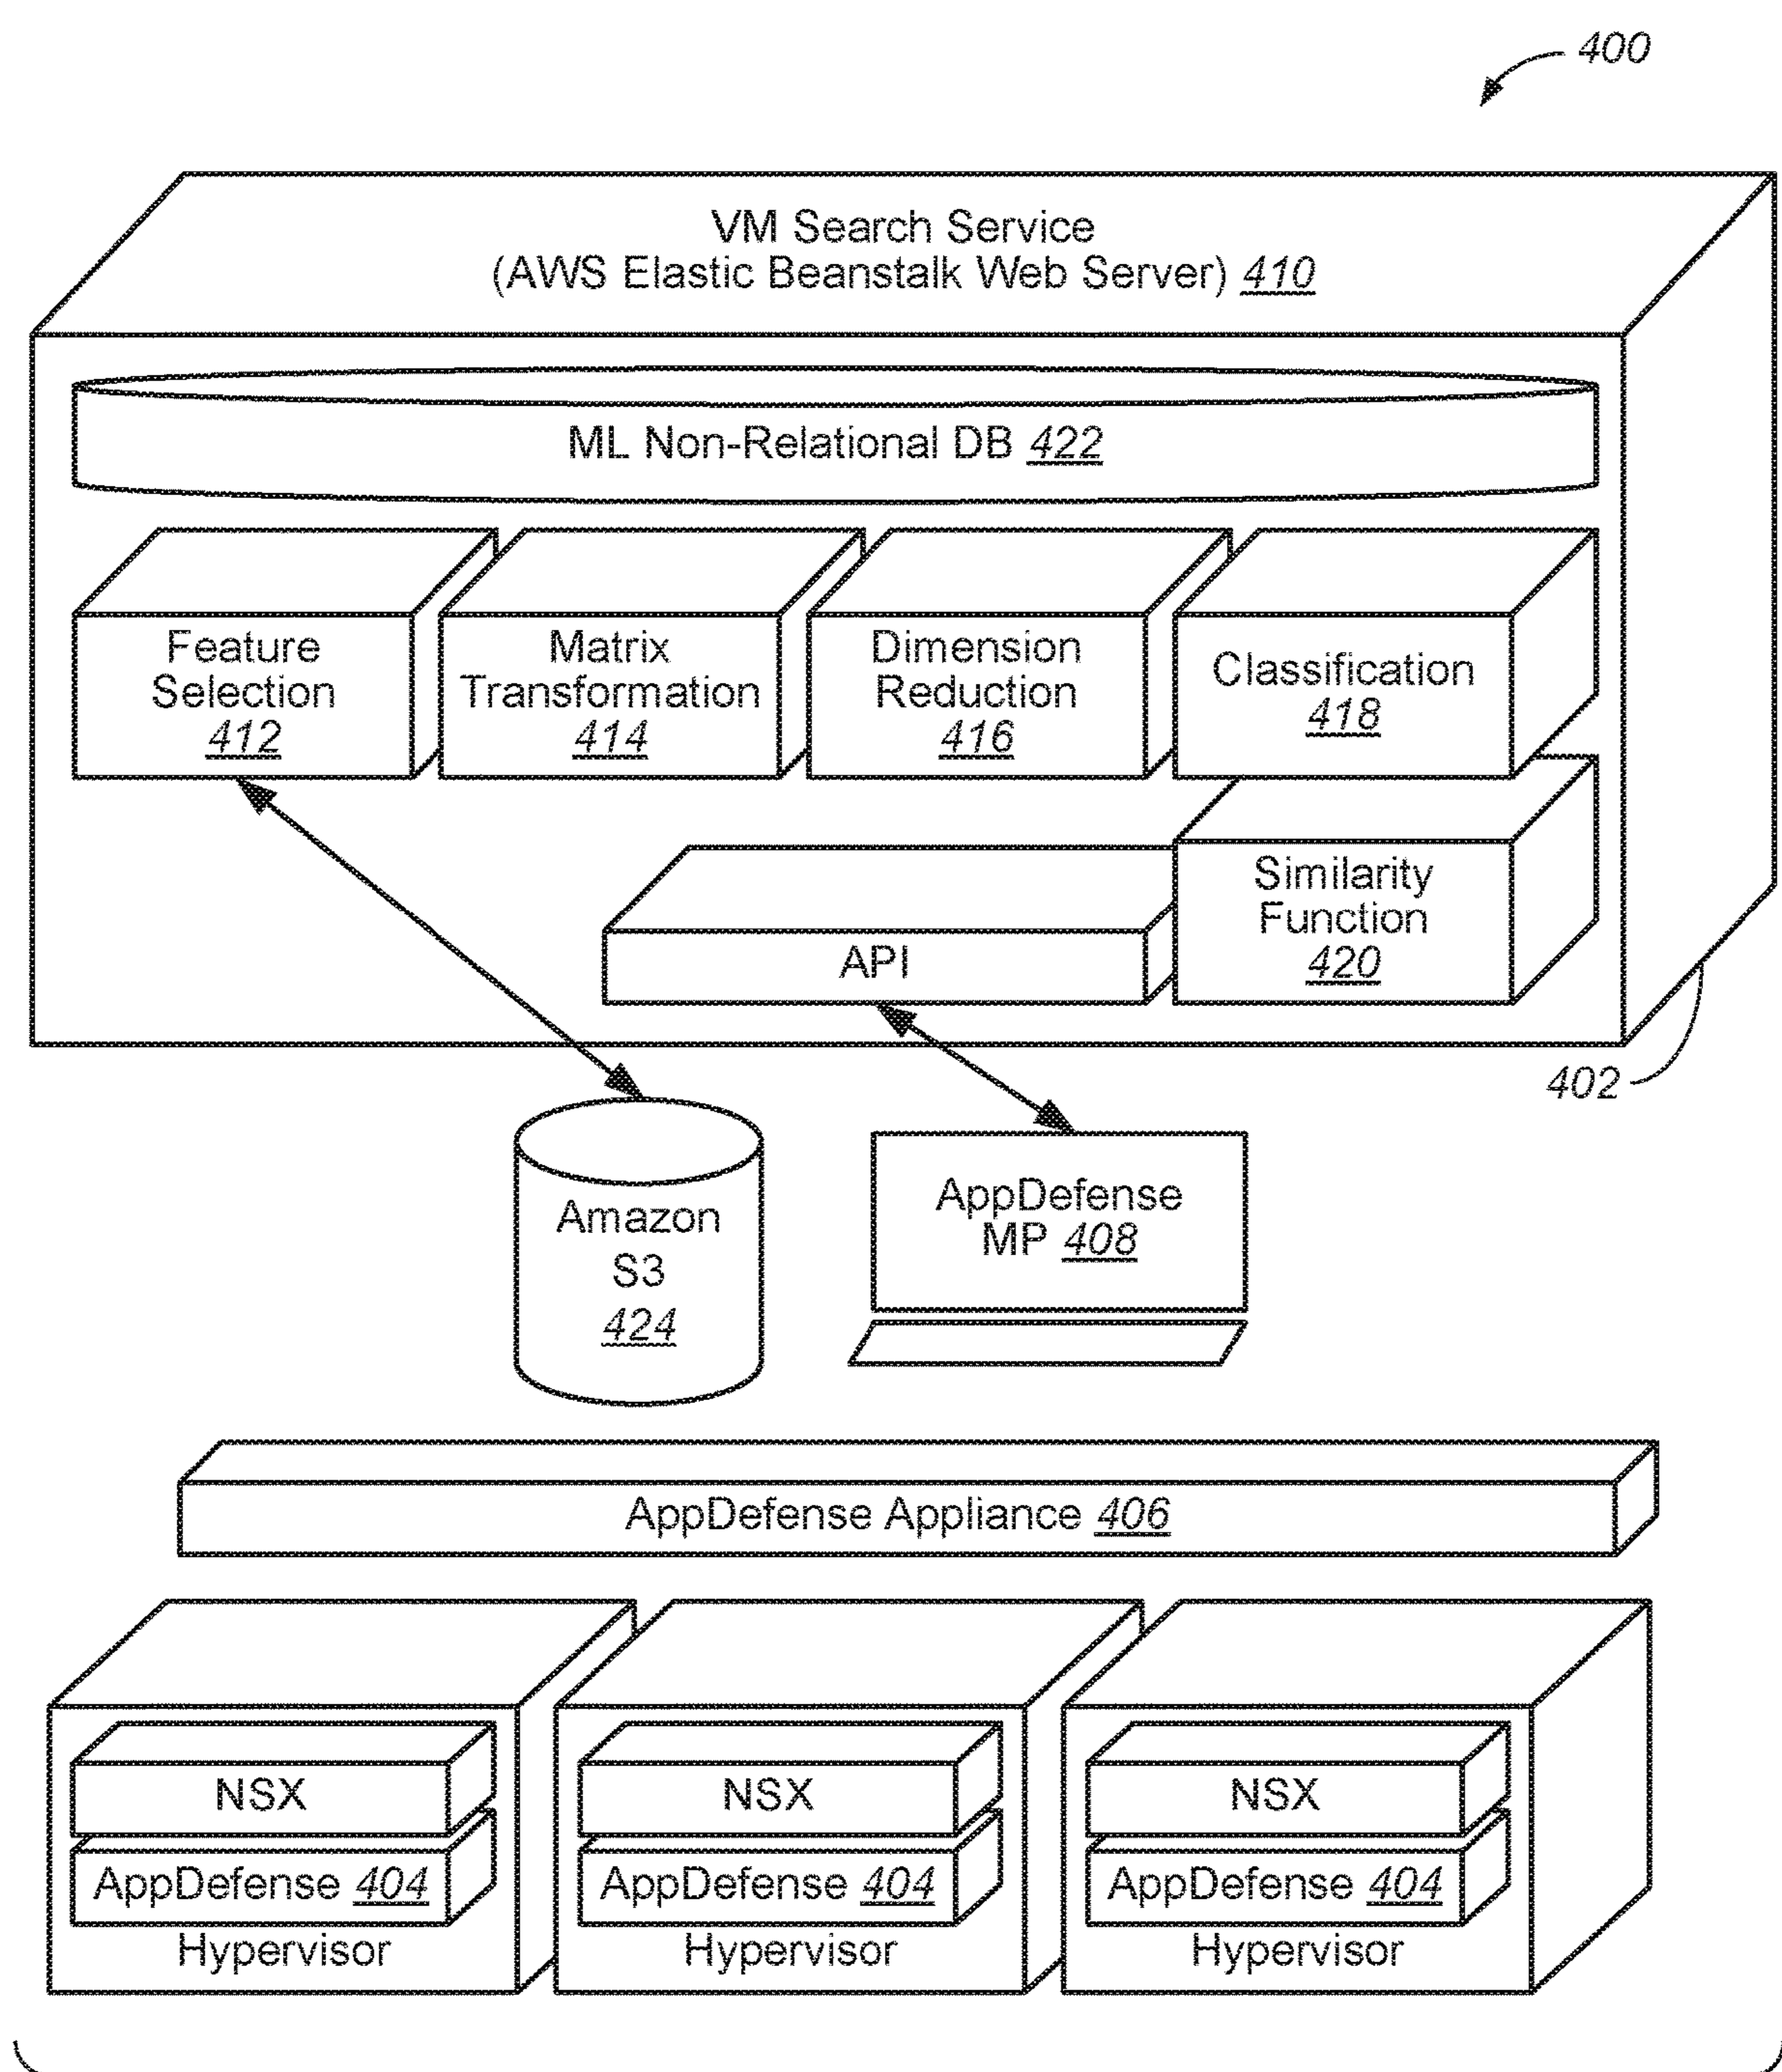 400
VM Search Service
(AWS Elastic Beanstalk Web Server) 410
ML Non-Relational DB 422
Feature
Selection
412
Matrix
Transformation
414
Dimension
Reduction
416
Classification
418
Similarity
Function
420
API
402
Amazon
S3
424
AppDefense
MP 408
AppDefense Appliance 406
NSX
AppDefense 404
Hypervisor
NSX
AppDefense 404
Hypervisor
NSX
AppDefense 404
Hypervisor